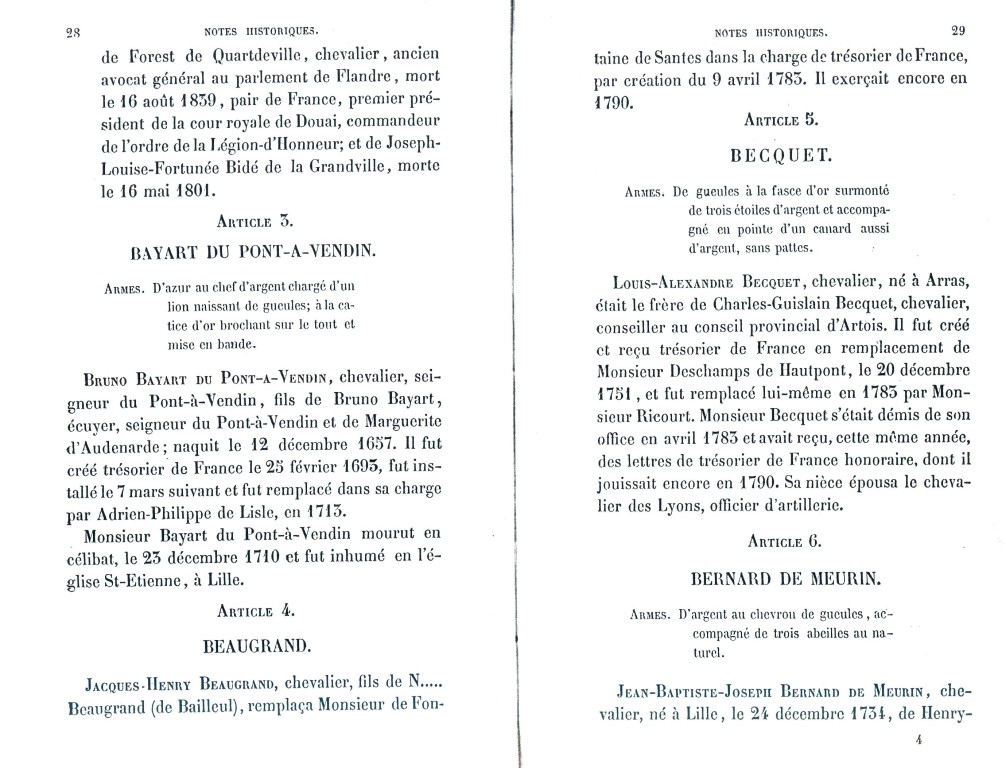 28 NOTES HISTORIQUES.
de Forest de Quartdeville, chevalier, ancien
avocat général au parlement de Flandre, mort
le 16 août 1839, pair de France, premier pré-
sident de la cour royale de Douai, commandeur
de l'ordre de la Légion-d'Honneur; et de Joseph-
Louise-Fortunée Bidé de la Grandville, morte
le 16 mai 1801.
ARTICLE 3.
BAYART DU PONT-A-VENDIN.
ARMES. D'azur au chef d'argent chargé d'un
lion naissant de gueules; à la ca-
tice d'or brochant sur le tout et
mise en bande.
BRUNO BAYART DU PONT-A-VENDIN, chevalier, sei-
gneur du Pont-à-Vendin, fils de Bruno Bayart,
écuyer, seigneur du Pont-à-Vendin et de Marguerite
d'Audenarde; naquit le 12 décembre 1657. Il fut
créé trésorier de France le 25 février 1693, fut ins-
tallé le 7 mars suivant et fut remplacé dans sa charge
par Adrien-Philippe de Lisle, en 1713.
Monsieur Bayart du Pont-à-Vendin mourut en
célibat, le 23 décembre 1710 et fut inhumé en l'é-
glise St-Etienne, à Lille.
ARTICLE 4.
BEAUGRAND.
JACQUES-HENRY BEAUGRAND, chevalier, fils de N.....
Beaugrand (de Bailleul), remplaça Monsieur de Fon-
NOTES HISTORIQUES. 29
taine de Santes dans la charge de trésorier de France,
par création du 9 avril 1783. Il exerçait encore en
1790.
ARTICLE 5.
BECQUET.
ARMES. De gueules à la fasce d'or surmonté
de trois étoiles d'argent et accompa-
gné en pointe d'un canard aussi
d'argent, sans pattes.
LOUIS-ALEXANDRE BECQUET, chevalier, né à Arras,
était le frère de Charles-Guislain Becquet, chevalier,
conseiller au conseil provincial d'Artois. Il fut créé
et reçu trésorier de France en remplacement de
Monsieur Deschamps de Hautpont, le 20 décembre
1751, et fut remplacé lui-même en 1783 par Mon-
sieur Ricourt. Monsieur Becquet s'était démis de son
office en avril 1783 et avait reçu, cette même année,
des lettres de trésorier de France honoraire, dont il
jouissait encore en 1790. Sa nièce épousa le cheva-
lier des Lyons, officier d'artillerie.
ARTICLE 6.
BERNARD DE MEURIN.
ARMES. D'argent au chevron de gueules, ac-
compagné de trois abeilles au na-
turel.
JEAN-BAPTISTE-JOSEPH BERNARD DE MEURIN, che-
valier, né à Lille, le 24 décembre 1734, de Henry-
4